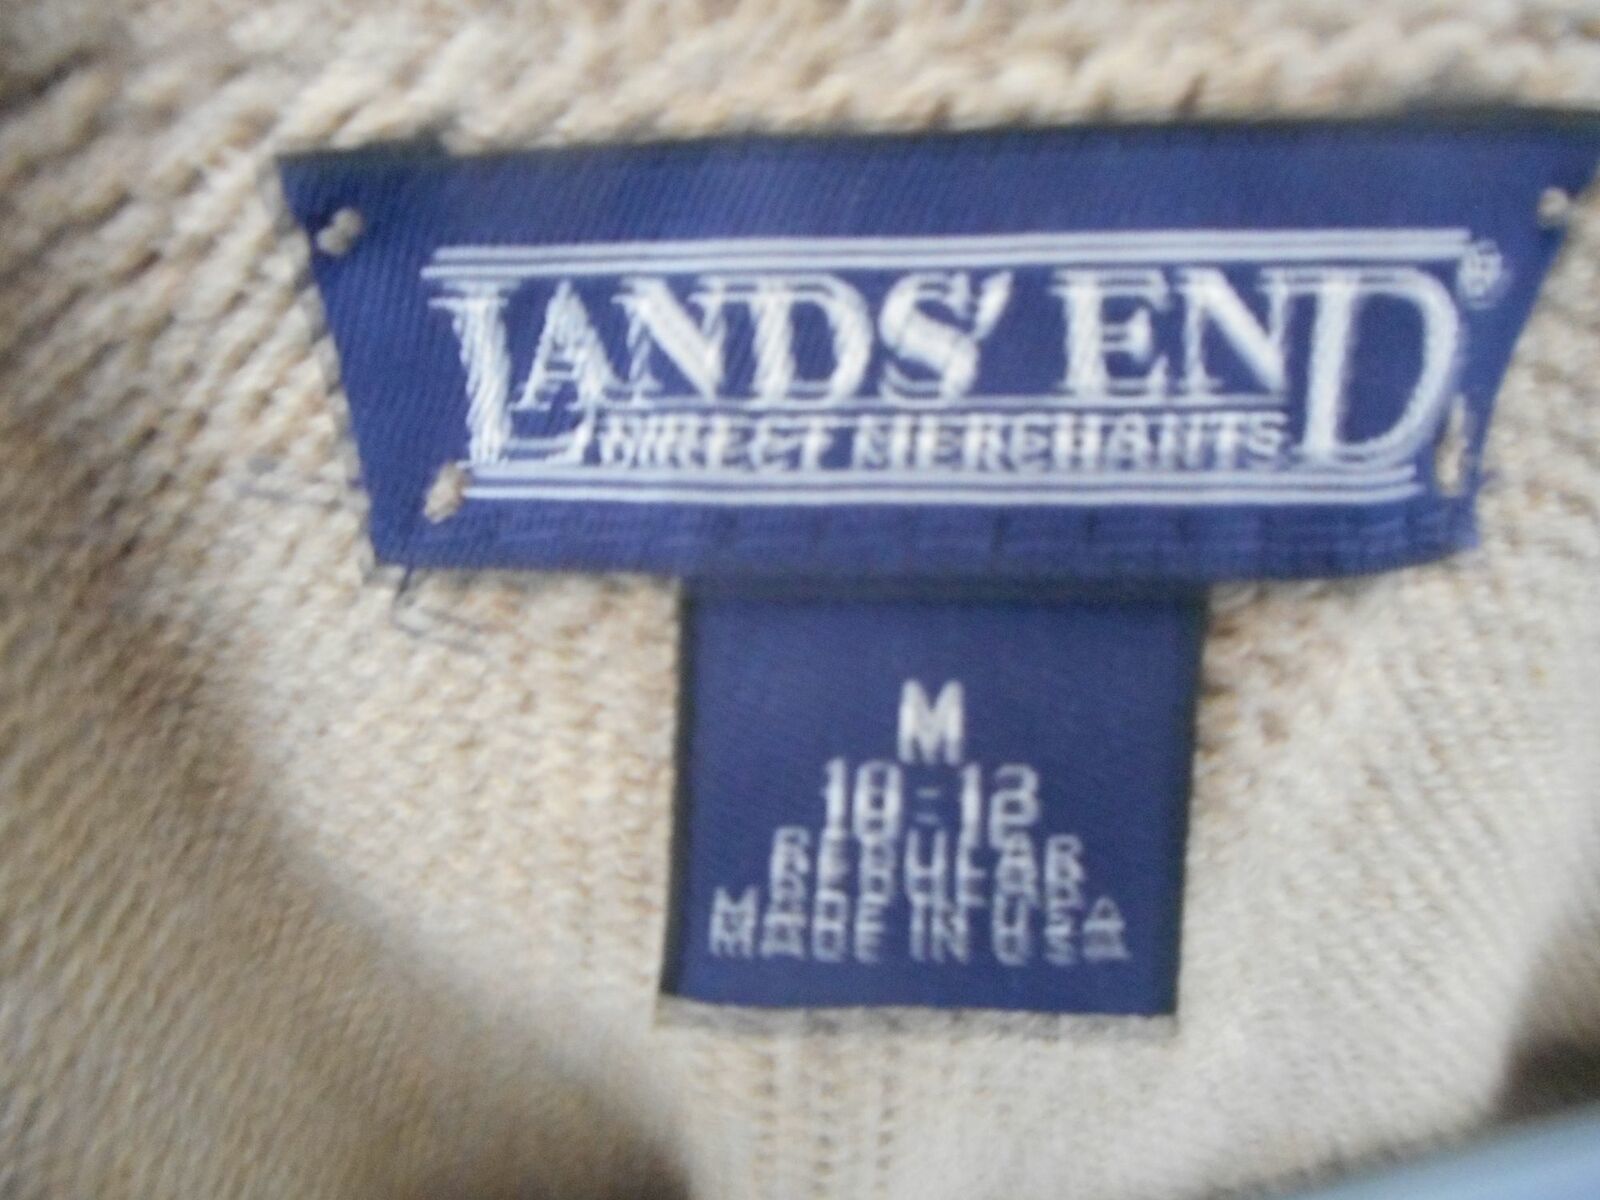 LANDS' END®
DIRECT MERCHANTS
M
10-12
REGULAR
MADE IN USA